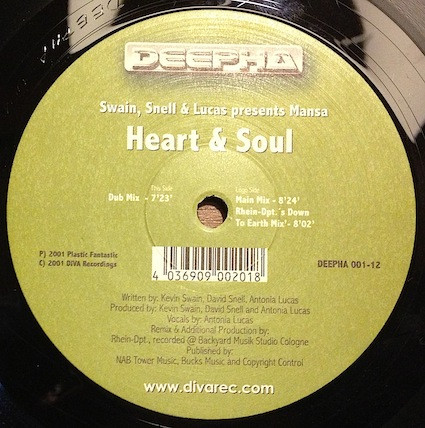 DEEPHA
DEEPHA
Swain, Snell & Lucas presents Mansa
Heart & Soul
This Side
Dub Mix - 7'23'
Logo Side
Main Mix - 8'24'
Rhein-Dpt.´s Down
To Earth Mix'- 8'02'
P) 2001 Plastic Fantastic
C) 2001 DiVA Recordings
4 036909 002018
DEEPHA 001-12
Written by: Kevin Swain, David Snell, Antonia Lucas
Produced by: Kevin Swain, David Snell and Antonia Lucas
Vocals by: Antonia Lucas
Remix & Additional Production by:
Rhein-Dpt., recorded @ Backyard Musik Studio Cologne
Published by:
NAB Tower Music, Bucks Music and Copyright Control
www.divarec.com